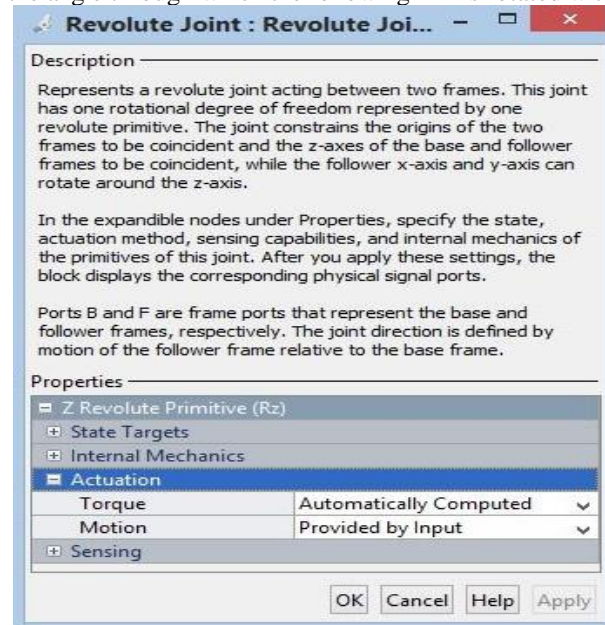 Revolute Joint : Revolute Joi...
Description
Represents a revolute joint acting between two frames. This joint
has one rotational degree of freedom represented by one
revolute primitive. The joint constrains the origins of the two
frames to be coincident and the z-axes of the base and follower
frames to be coincident, while the follower x-axis and y-axis can
rotate around the z-axis.
In the expandible nodes under Properties, specify the state,
actuation method, sensing capabilities, and internal mechanics of
the primitives of this joint. After you apply these settings, the
block displays the corresponding physical signal ports.
Ports B and F are frame ports that represent the base and
follower frames, respectively. The joint direction is defined by
motion of the follower frame relative to the base frame.
Properties
Z Revolute Primitive (Rz)
State Targets
Internal Mechanics
Actuation
Torque Automatically Computed
Motion Provided by Input
Sensing
OK Cancel Help Apply